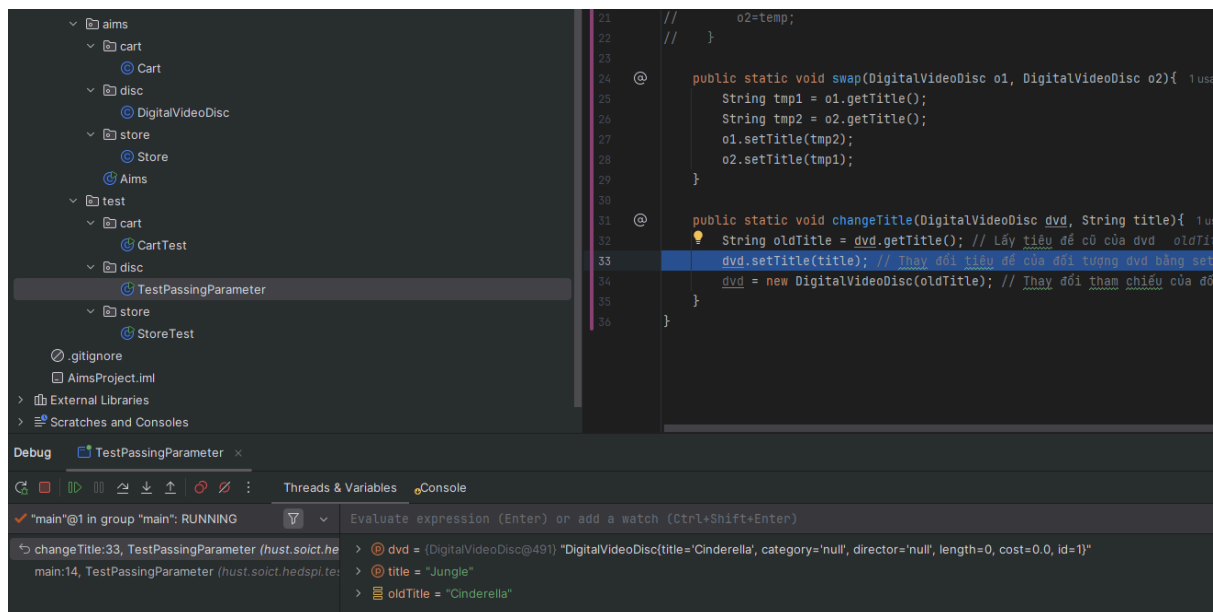 aims
cart
Cart
disc
DigitalVideoDisc
store
Store
Aims
test
cart
CartTest
disc
TestPassingParameter
store
StoreTest
.gitignore
AimsProject.iml
External Libraries
Scratches and Consoles
21 // o2=temp;
22 // }
23
24 @ public static void swap(DigitalVideoDisc o1, DigitalVideoDisc o2){ 1 usa
25 String tmp1 = o1.getTitle();
26 String tmp2 = o2.getTitle();
27 o1.setTitle(tmp2);
28 o2.setTitle(tmp1);
29 }
30
31 @ public static void changeTitle(DigitalVideoDisc dvd, String title){ 1 us
32 String oldTitle = dvd.getTitle(); // Lấy tiêu đề cũ của dvd oldTit
33 dvd.setTitle(title); // Thay đổi tiêu đề của đối tượng dvd bằng set
34 dvd = new DigitalVideoDisc(oldTitle); // Thay đổi tham chiếu của đố
35 }
36 }
Debug TestPassingParameter ×
Threads & Variables Console
"main"@1 in group "main": RUNNING
Evaluate expression (Enter) or add a watch (Ctrl+Shift+Enter)
changeTitle:33, TestPassingParameter (hust.soict.he
main:14, TestPassingParameter (hust.soict.hedspi.tes
dvd = {DigitalVideoDisc@491} "DigitalVideoDisc{title='Cinderella', category='null', director='null', length=0, cost=0.0, id=1}"
title = "Jungle"
oldTitle = "Cinderella"